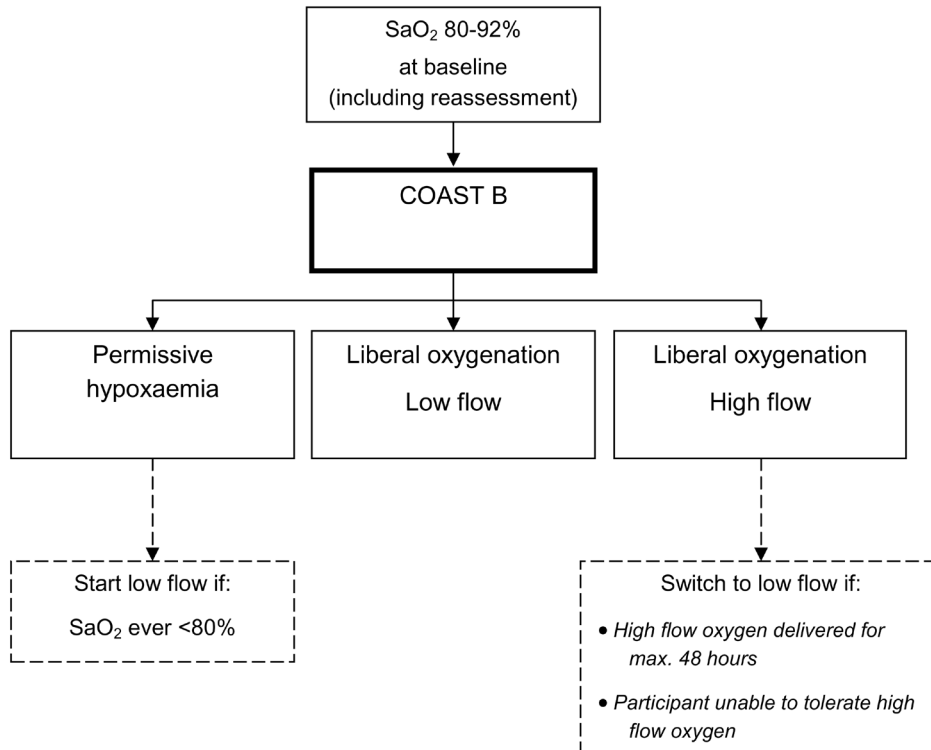 SaO₂ 80-92%
at baseline
(including reassessment)
COAST B
Permissive
hypoxaemia
Liberal oxygenation
Low flow
Liberal oxygenation
High flow
Start low flow if:
SaO₂ ever <80%
Switch to low flow if:
• High flow oxygen delivered for
max. 48 hours
• Participant unable to tolerate high
flow oxygen